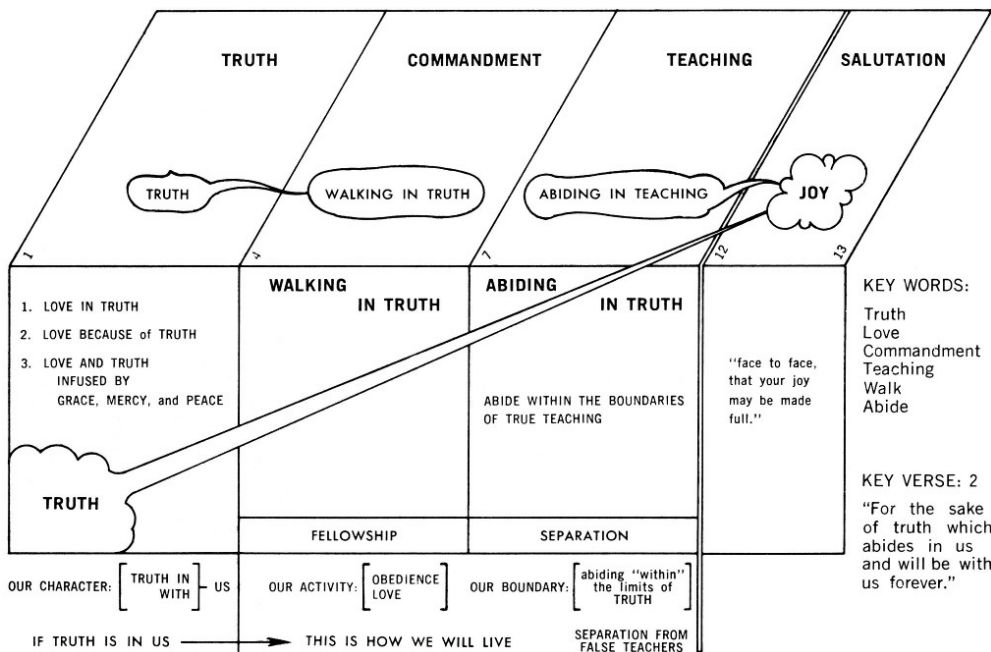 TRUTH
COMMANDMENT
TEACHING
SALUTATION
TRUTH
WALKING IN TRUTH
ABIDING IN TEACHING
JOY
1
4
7
12
13
1. LOVE IN TRUTH
2. LOVE BECAUSE of TRUTH
3. LOVE AND TRUTH
INFUSED BY
GRACE, MERCY, and PEACE
TRUTH
WALKING
IN TRUTH
FELLOWSHIP
ABIDING
IN TRUTH
ABIDE WITHIN THE BOUNDARIES
OF TRUE TEACHING
SEPARATION
"face to face,
that your joy
may be made
full."
KEY WORDS:
Truth
Love
Commandment
Teaching
Walk
Abide
KEY VERSE: 2
"For the sake
of truth which
abides in us
and will be with
us forever."
OUR CHARACTER: [TRUTH IN
WITH] US
OUR ACTIVITY: [OBEDIENCE
LOVE]
OUR BOUNDARY: [abiding "within"
the limits of
TRUTH]
IF TRUTH IS IN US
THIS IS HOW WE WILL LIVE
SEPARATION FROM
FALSE TEACHERS